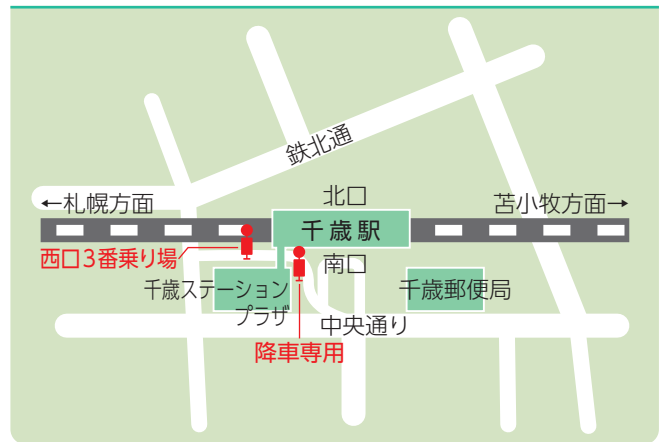 鉄北通
北口
←札幌方面
苫小牧方面→
千歳駅
西口3番乗り場
南口
千歳ステーション
プラザ
千歳郵便局
中央通り
降車専用